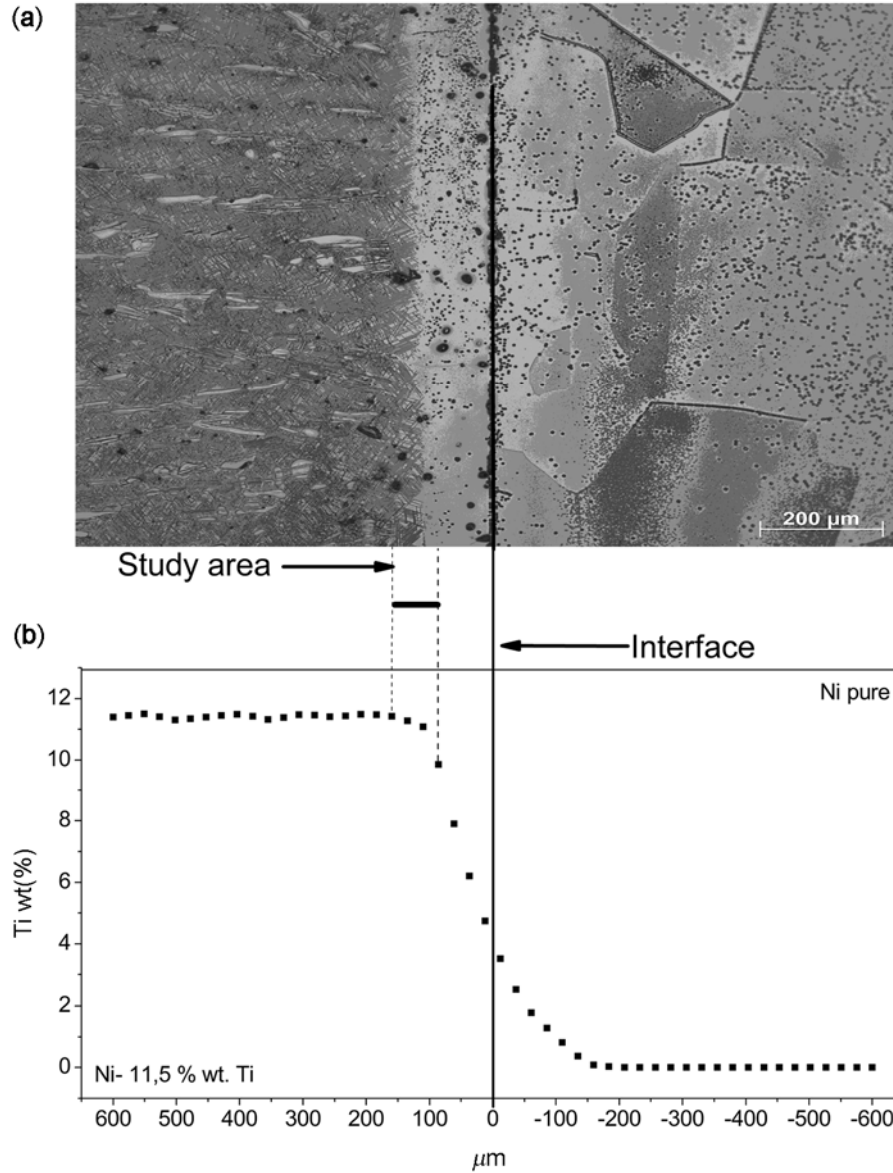 (a)
200 µm
Study area
(b)
Interface
Ni pure
12
10
8
6
4
2
0
Ti wt(%)
Ni- 11,5 % wt. Ti
600 500 400 300 200 100 0 -100 -200 -300 -400 -500 -600
µm